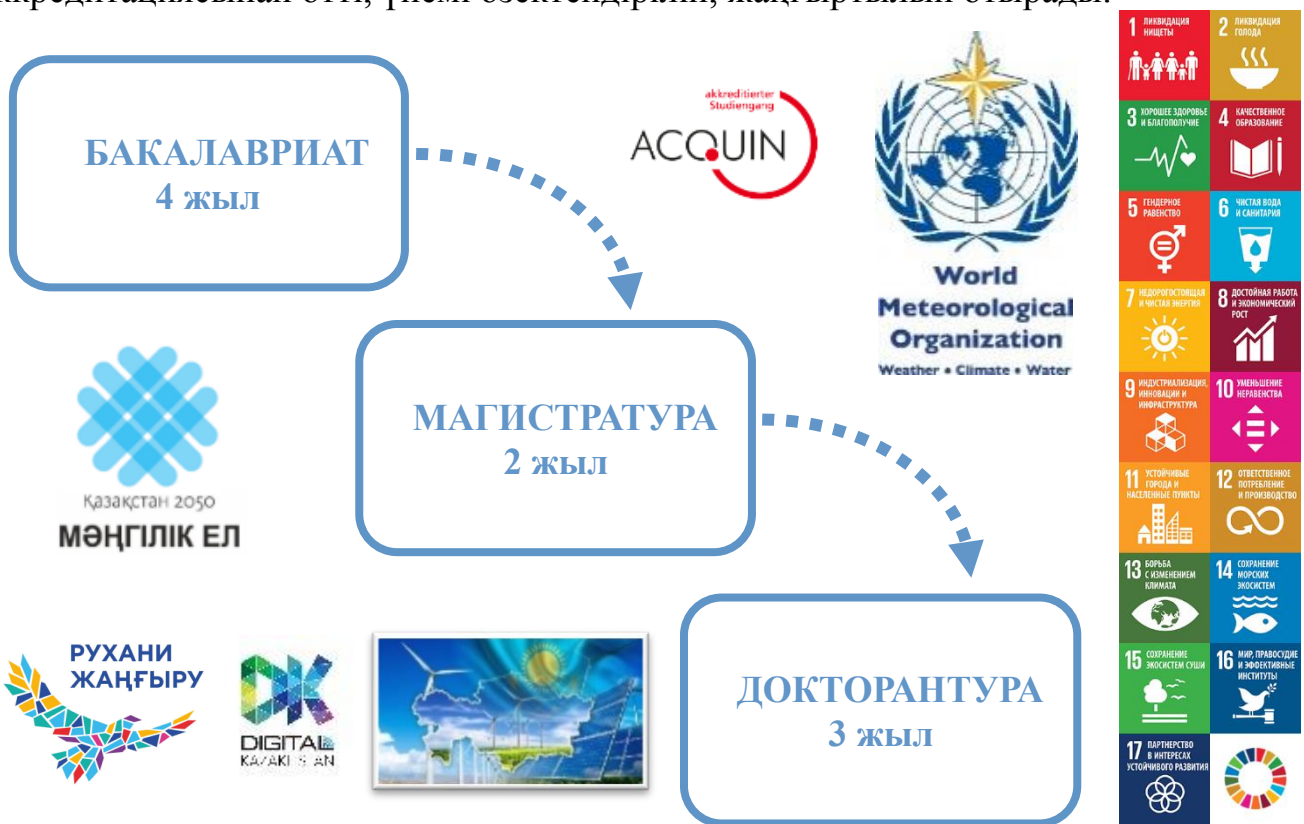 аккредитациясынан өтті, үнемі өзектендіріліп, жаңғыртылып отырады.
БАКАЛАВРИАТ
4 жыл
akkreditierter
Studiengang
ACQUIN
World
Meteorological
Organization
Weather • Climate • Water
МАГИСТРАТУРА
2 жыл
Қазақстан 2050
МӘҢГІЛІК ЕЛ
РУХАНИ
ЖАҢҒЫРУ
DK
DIGITAL
KAZAKHSTAN
ДОКТОРАНТУРА
3 жыл
1 ЛИКВИДАЦИЯ
НИЩЕТЫ
2 ЛИКВИДАЦИЯ
ГОЛОДА
3 ХОРОШЕЕ ЗДОРОВЬЕ
И БЛАГОПОЛУЧИЕ
4 КАЧЕСТВЕННОЕ
ОБРАЗОВАНИЕ
5 ГЕНДЕРНОЕ
РАВЕНСТВО
6 ЧИСТАЯ ВОДА
И САНИТАРИЯ
7 НЕДОРОГОСТОЯЩАЯ
И ЧИСТАЯ ЭНЕРГИЯ
8 ДОСТОЙНАЯ РАБОТА
И ЭКОНОМИЧЕСКИЙ
РОСТ
9 ИНДУСТРИАЛИЗАЦИЯ,
ИННОВАЦИИ И
ИНФРАСТРУКТУРА
10 УМЕНЬШЕНИЕ
НЕРАВЕНСТВА
11 УСТОЙЧИВЫЕ
ГОРОДА И
НАСЕЛЕННЫЕ ПУНКТЫ
12 ОТВЕТСТВЕННОЕ
ПОТРЕБЛЕНИЕ
И ПРОИЗВОДСТВО
13 БОРЬБА
С ИЗМЕНЕНИЕМ
КЛИМАТА
14 СОХРАНЕНИЕ
МОРСКИХ
ЭКОСИСТЕМ
15 СОХРАНЕНИЕ
ЭКОСИСТЕМ СУШИ
16 МИР, ПРАВОСУДИЕ
И ЭФФЕКТИВНЫЕ
ИНСТИТУТЫ
17 ПАРТНЕРСТВО
В ИНТЕРЕСАХ
УСТОЙЧИВОГО РАЗВИТИЯ